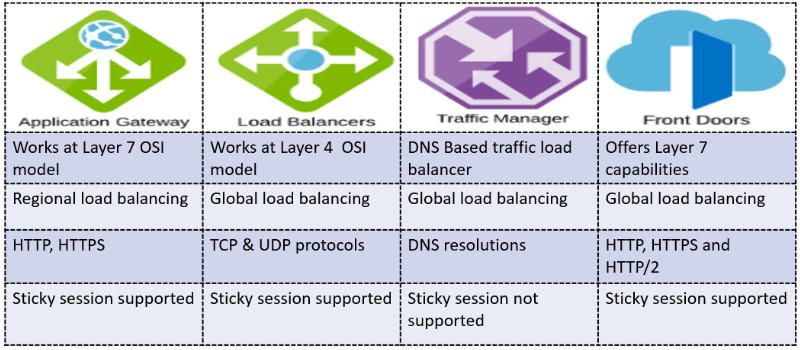 Application Gateway
Load Balancers
Traffic Manager
Front Doors
Works at Layer 7 OSI
model
Works at Layer 4 OSI
model
DNS Based traffic load
balancer
Offers Layer 7
capabilities
Regional load balancing
Global load balancing
Global load balancing
Global load balancing
HTTP, HTTPS
TCP & UDP protocols
DNS resolutions
HTTP, HTTPS and
HTTP/2
Sticky session supported
Sticky session supported
Sticky session not
supported
Sticky session supported